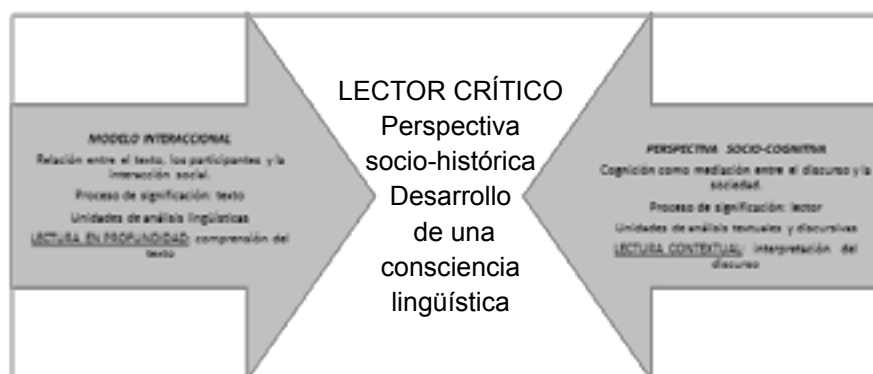 MODELO INTERACCIONAL
Relación entre el texto, los participantes y la
interacción social.
Proceso de significación: texto
Unidades de análisis lingüísticas
LECTURA EN PROFUNDIDAD: comprensión del
texto
LECTOR CRÍTICO
Perspectiva
socio-histórica
Desarrollo
de una
consciencia
lingüística
PERSPECTIVA SOCIO-COGNITIVA
Cognición como mediación entre el discurso y la
sociedad.
Proceso de significación: lector
Unidades de análisis textuales y discursivas
LECTURA CONTEXTUAL: interpretación del
discurso